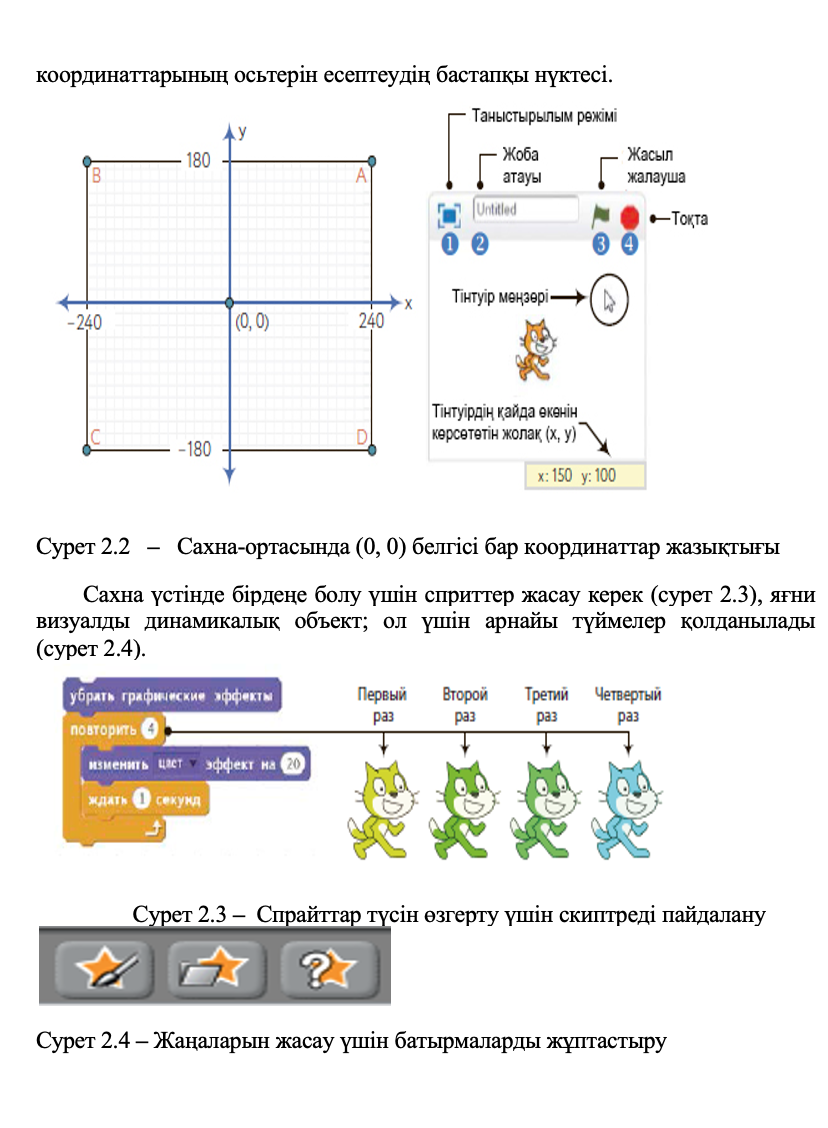 координаттарының осьтерін есептеудің бастапқы нүктесі.
y
180
B
A
x
−240
(0, 0)
240
C
D
−180
Таныстырылым режімі
Жоба
атауы
Жасыл
жалауша
Untitled
Тоқта
1 2 3 4
Тінтуір меңзері
Тінтуірдің қайда екенін
көрсететін жолақ (x, y)
x: 150 y: 100
Сурет 2.2 – Сахна-ортасында (0, 0) белгісі бар координаттар жазықтығы
Сахна үстінде бірдеңе болу үшін сприттер жасау керек (сурет 2.3), яғни
визуалды динамикалық объект; ол үшін арнайы түймелер қолданылады
(сурет 2.4).
убрать графические эффекты
повторить 4
изменить цвет эффект на 20
ждать 1 секунд
Первый
раз
Второй
раз
Третий
раз
Четвертый
раз
Сурет 2.3 – Спрайттар түсін өзгерту үшін скиптреді пайдалану
Сурет 2.4 – Жаңаларын жасау үшін батырмаларды жұптастыру